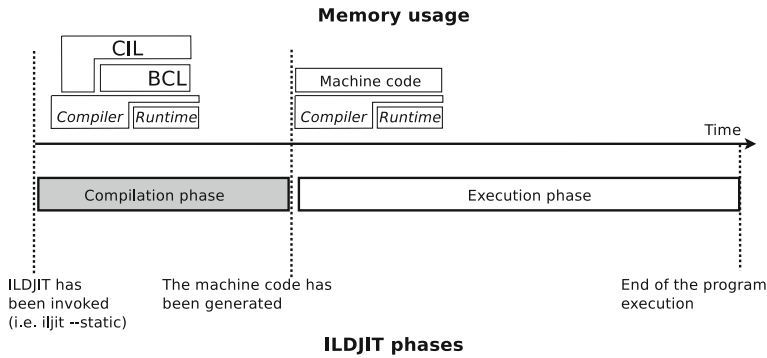 Memory usage
CIL
BCL
Compiler
Runtime
Machine code
Compiler
Runtime
Time
Compilation phase
Execution phase
ILDJIT has
been invoked
(i.e. iljit --static)
The machine code has
been generated
End of the program
execution
ILDJIT phases